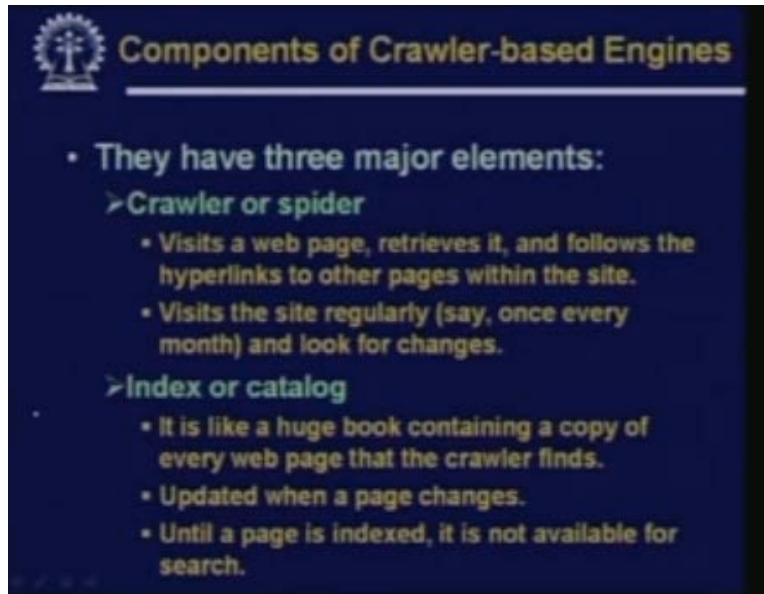 Components of Crawler-based Engines
• They have three major elements:
➢Crawler or spider
▪ Visits a web page, retrieves it, and follows the
hyperlinks to other pages within the site.
▪ Visits the site regularly (say, once every
month) and look for changes.
➢Index or catalog
▪ It is like a huge book containing a copy of
every web page that the crawler finds.
▪ Updated when a page changes.
▪ Until a page is indexed, it is not available for
search.